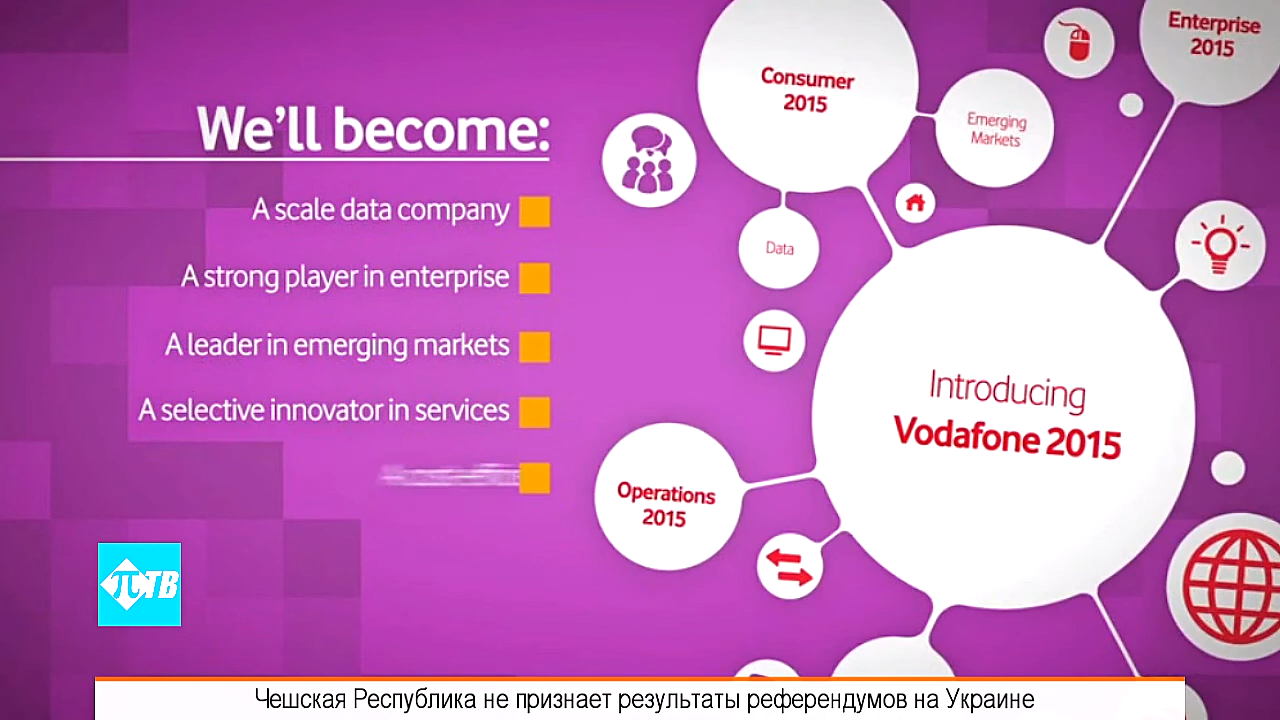 We'll become:
A scale data company
A strong player in enterprise
A leader in emerging markets
A selective innovator in services
Consumer
2015
Enterprise
2015
Emerging
Markets
Data
Introducing
Vodafone 2015
Operations
2015
πТВ
Чешская Республика не признает результаты референдумов на Украине